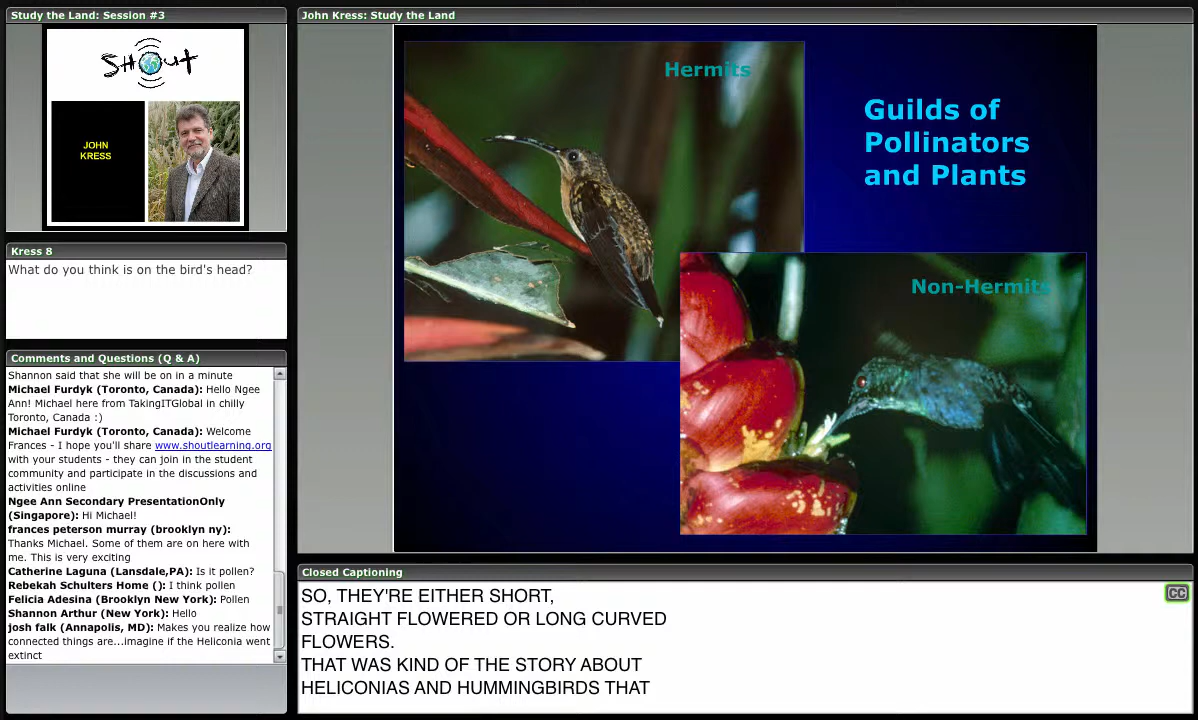 Study the Land: Session #3
SHOUT
JOHN
KRESS
Kress 8
What do you think is on the bird's head?
Comments and Questions (Q & A)
Shannon said that she will be on in a minute
Michael Furdyk (Toronto, Canada): Hello Ngee
Ann! Michael here from TakingITGlobal in chilly
Toronto, Canada :)
Michael Furdyk (Toronto, Canada): Welcome
Frances - I hope you'll share www.shoutlearning.org
with your students - they can join in the student
community and participate in the discussions and
activities online
Ngee Ann Secondary PresentationOnly
(Singapore): Hi Michael!
frances peterson murray (brooklyn ny):
Thanks Michael. Some of them are on here with
me. This is very exciting
Catherine Laguna (Lansdale,PA): Is it pollen?
Rebekah Schulters Home (): I think pollen
Felicia Adesina (Brooklyn New York): Pollen
Shannon Arthur (New York): Hello
josh falk (Annapolis, MD): Makes you realize how
connected things are...imagine if the Heliconia went
extinct
John Kress: Study the Land
Hermits
Guilds of
Pollinators
and Plants
Non-Hermits
Closed Captioning
SO, THEY'RE EITHER SHORT,
STRAIGHT FLOWERED OR LONG CURVED
FLOWERS.
THAT WAS KIND OF THE STORY ABOUT
HELICONIAS AND HUMMINGBIRDS THAT
CC